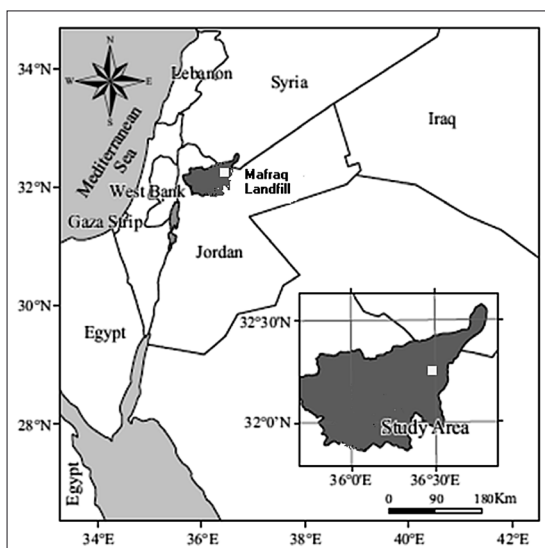 34°N
32°N
30°N
28°N
N
W
E
S
Lebanon
Syria
Iraq
Mediterranean
Sea
Mafraq
Landfill
West Bank
Gaza Strip
Jordan
Egypt
Egypt
32°30'N
32°0'N
Study Area
36°0'E
36°30'E
0
90
180Km
34°E
36°E
38°E
40°E
42°E